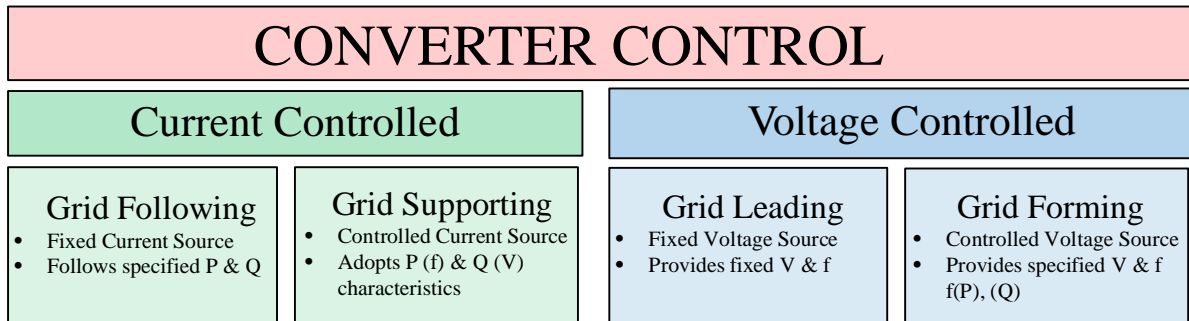 CONVERTER CONTROL
Current Controlled
Voltage Controlled
Grid Following
• Fixed Current Source
• Follows specified P & Q
Grid Supporting
• Controlled Current Source
• Adopts P (f) & Q (V)
characteristics
Grid Leading
• Fixed Voltage Source
• Provides fixed V & f
Grid Forming
• Controlled Voltage Source
• Provides specified V & f
f(P), (Q)